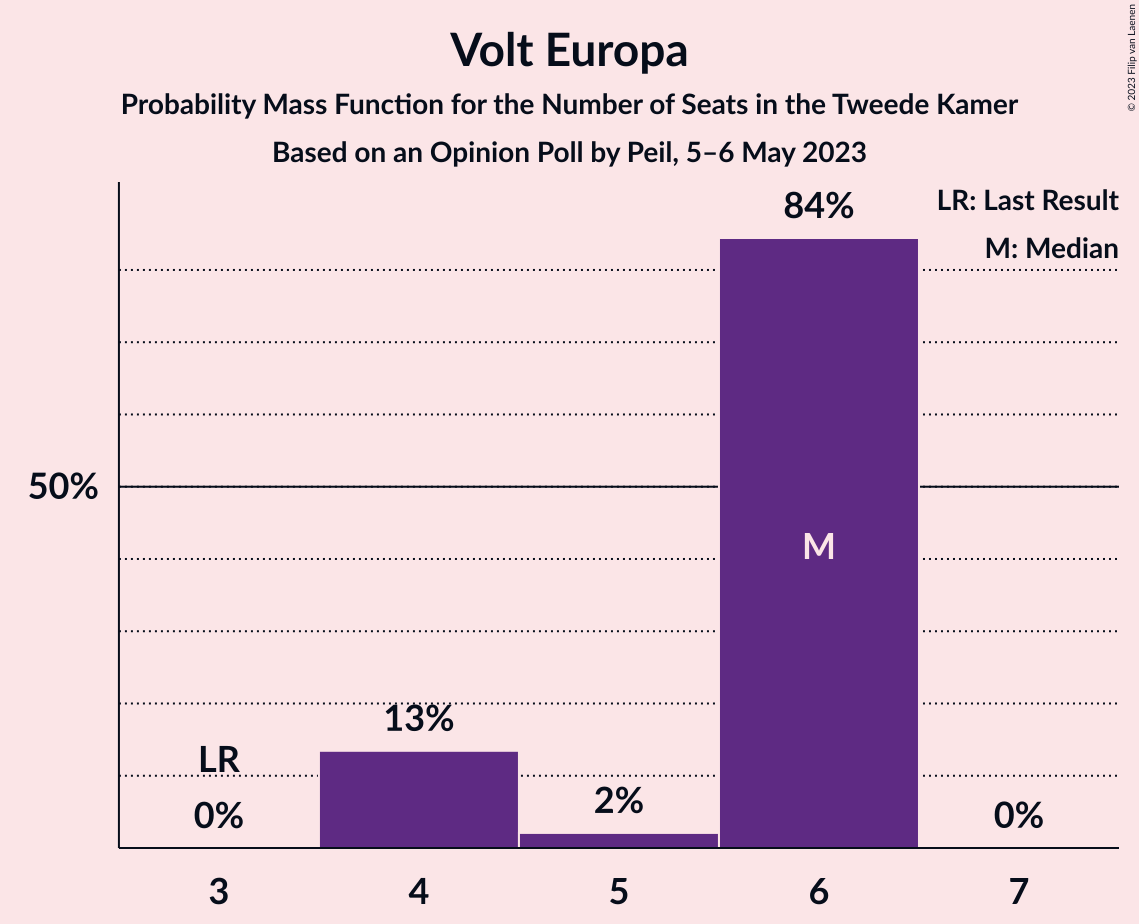 Volt Europa
Probability Mass Function for the Number of Seats in the Tweede Kamer
Based on an Opinion Poll by Peil, 5–6 May 2023
© 2023 Filip van Laenen
LR: Last Result
M: Median
84%
50%
M
13%
LR
2%
0%
0%
3 4 5 6 7